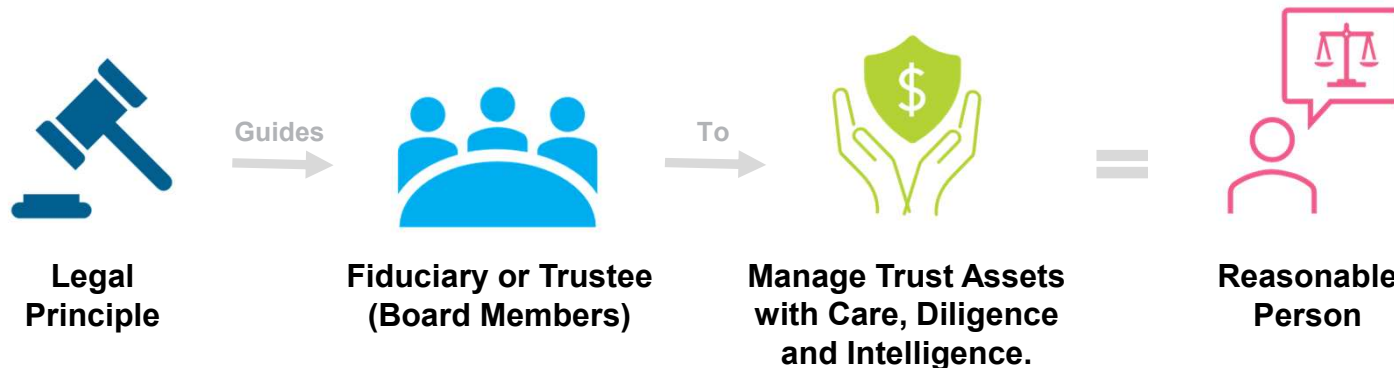 Guides
To
$
Legal
Principle
Fiduciary or Trustee
(Board Members)
Manage Trust Assets
with Care, Diligence
and Intelligence.
=
Reasonable
Person